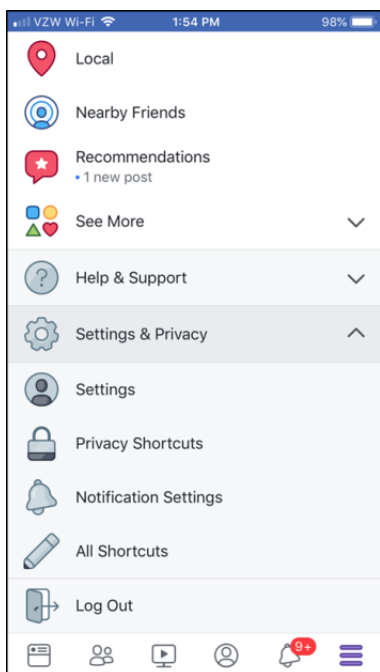 VZW Wi-Fi 1:54 PM 98%
Local
Nearby Friends
Recommendations
• 1 new post
See More
Help & Support
Settings & Privacy
Settings
Privacy Shortcuts
Notification Settings
All Shortcuts
Log Out
9+